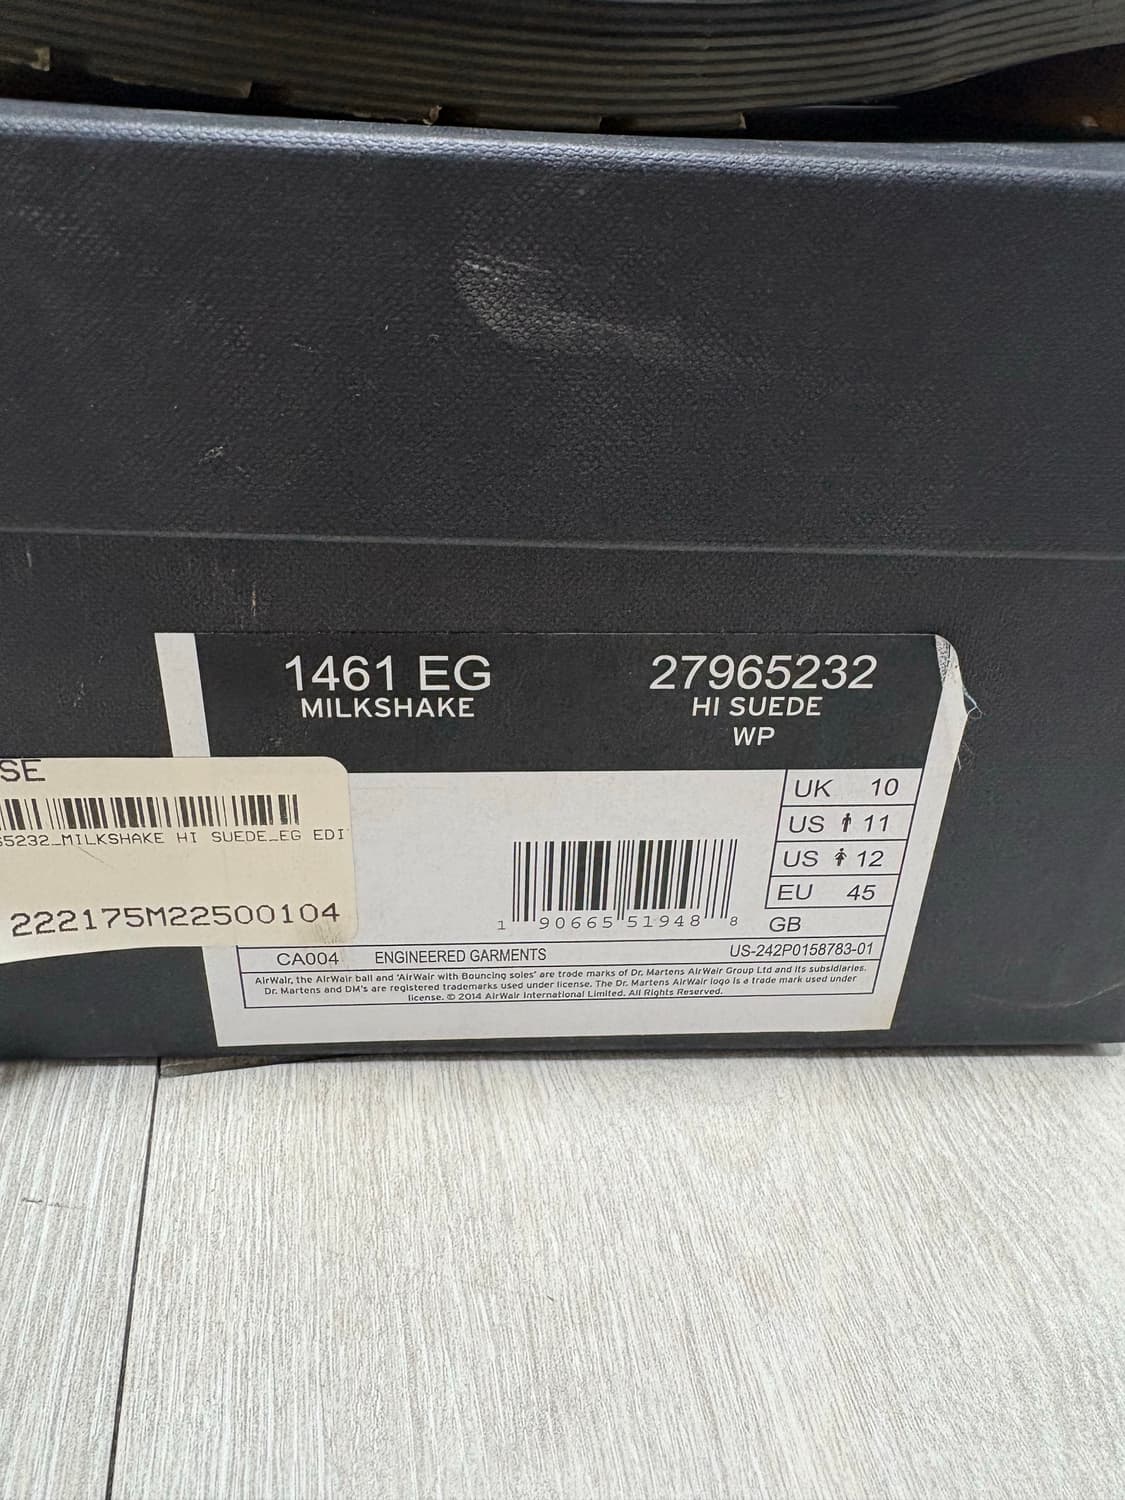 1461 EG
MILKSHAKE
27965232
HI SUEDE
WP
SE
65232_MILKSHAKE HI SUEDE_EG EDI
222175M22500104
1 90665 51948 8
UK 10
US 11
US 12
EU 45
GB
CA004 ENGINEERED GARMENTS US-242P0158783-01
AirWair, the AirWair ball and 'AirWair with Bouncing soles' are trade marks of Dr. Martens AirWair Group Ltd and its subsidiaries.
Dr. Martens and DM's are registered trademarks used under license. The Dr. Martens AirWair logo is a trade mark used under
license. © 2014 AirWair International Limited. All Rights Reserved.